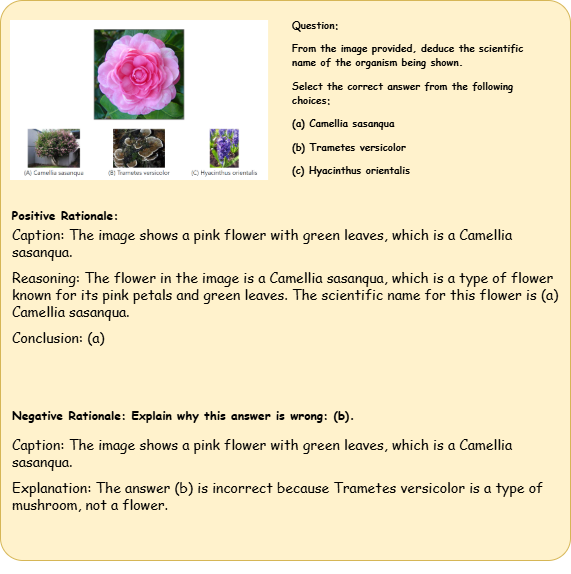 (A) Camellia sasanqua
(B) Trametes versicolor
(C) Hyacinthus orientalis
Question:
From the image provided, deduce the scientific
name of the organism being shown.
Select the correct answer from the following
choices:
(a) Camellia sasanqua
(b) Trametes versicolor
(c) Hyacinthus orientalis
Positive Rationale:
Caption: The image shows a pink flower with green leaves, which is a Camellia
sasanqua.
Reasoning: The flower in the image is a Camellia sasanqua, which is a type of flower
known for its pink petals and green leaves. The scientific name for this flower is (a)
Camellia sasanqua.
Conclusion: (a)
Negative Rationale: Explain why this answer is wrong: (b).
Caption: The image shows a pink flower with green leaves, which is a Camellia
sasanqua.
Explanation: The answer (b) is incorrect because Trametes versicolor is a type of
mushroom, not a flower.